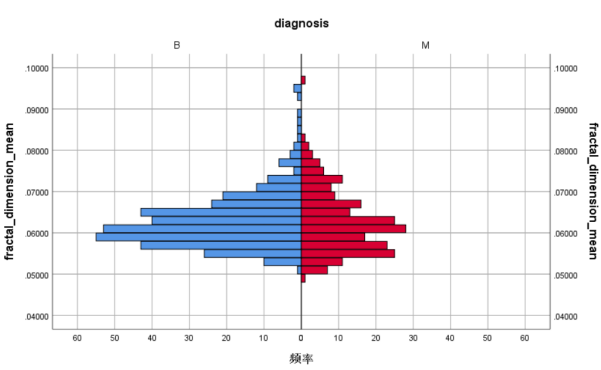 diagnosis
B M
.10000 .10000
.09000 .09000
.08000 .08000
.07000 .07000
.06000 .06000
.05000 .05000
.04000 .04000
fractal_dimension_mean
fractal_dimension_mean
60 50 40 30 20 10 0 10 20 30 40 50 60
频率